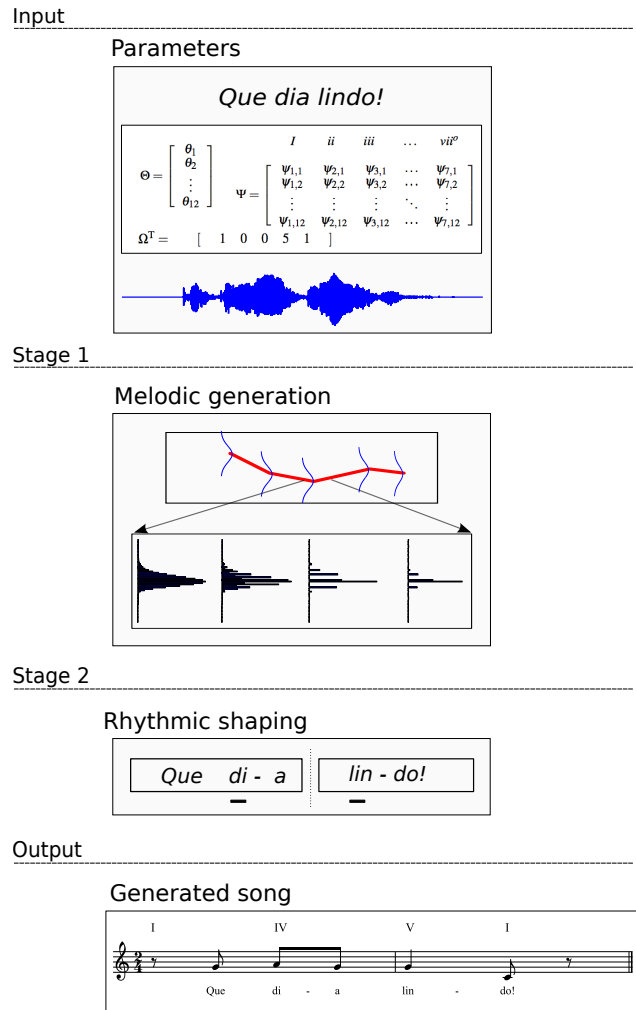 Input
Parameters
Que dia lindo!
I ii iii … viiº
Θ = [ θ1 θ2 ⋮ θ12 ]
Ψ = [ ψ1,1 ψ2,1 ψ3,1 ⋯ ψ7,1
ψ1,2 ψ2,2 ψ3,2 ⋯ ψ7,2
⋮ ⋮ ⋮ ⋱ ⋮
ψ1,12 ψ2,12 ψ3,12 ⋯ ψ7,12 ]
Ωᵀ = [ 1 0 0 5 1 ]
Stage 1
Melodic generation
Stage 2
Rhythmic shaping
Que di - a lin - do!
Output
Generated song
I IV V I
2
4
Que di - a lin - do!